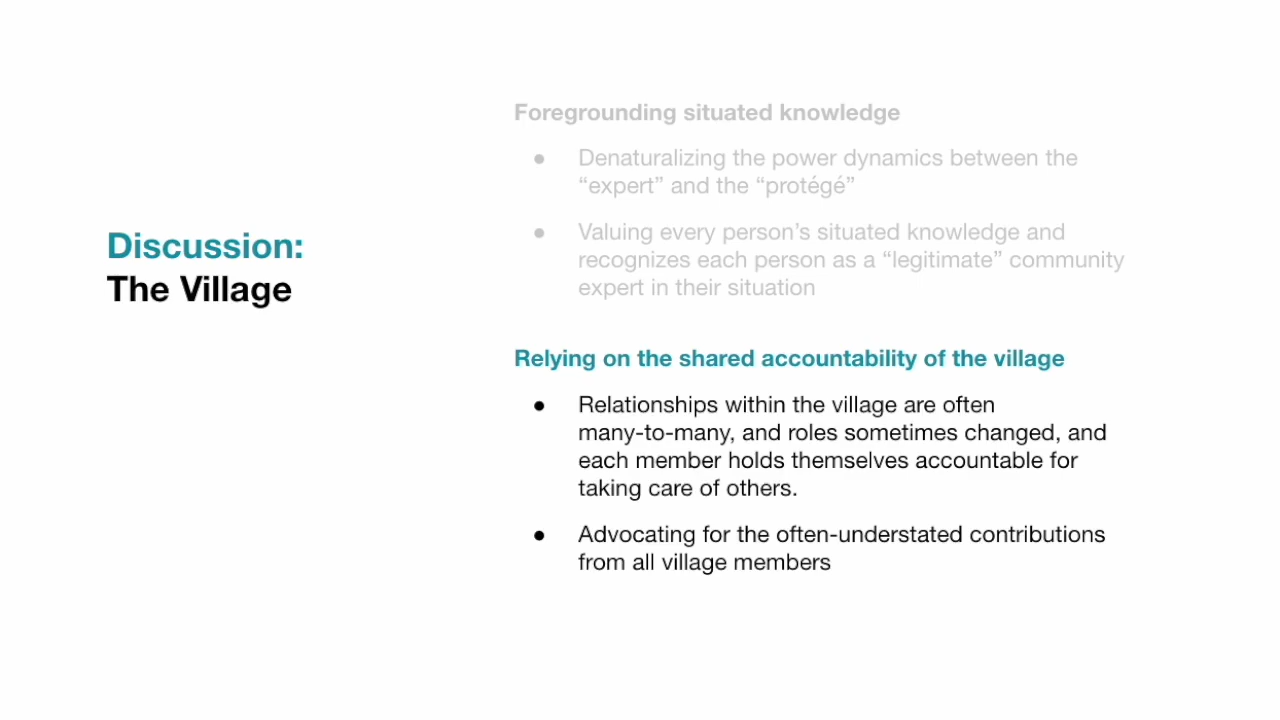 Discussion:
The Village
Foregrounding situated knowledge
● Denaturalizing the power dynamics between the
“expert” and the “protégé”
● Valuing every person’s situated knowledge and
recognizes each person as a “legitimate” community
expert in their situation
Relying on the shared accountability of the village
● Relationships within the village are often
many-to-many, and roles sometimes changed, and
each member holds themselves accountable for
taking care of others.
● Advocating for the often-understated contributions
from all village members